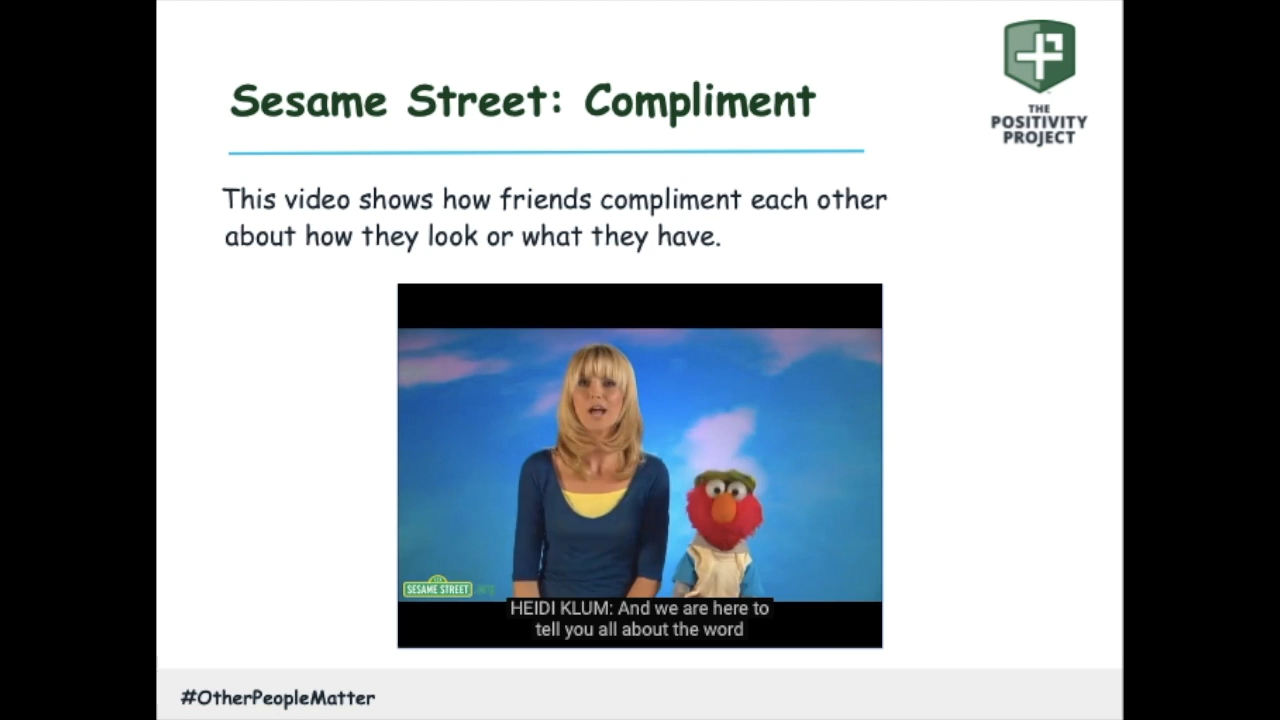 Sesame Street: Compliment
THE
POSITIVITY
PROJECT
This video shows how friends compliment each other
about how they look or what they have.
SESAME STREET
HEIDI KLUM: And we are here to
tell you all about the word
#OtherPeopleMatter